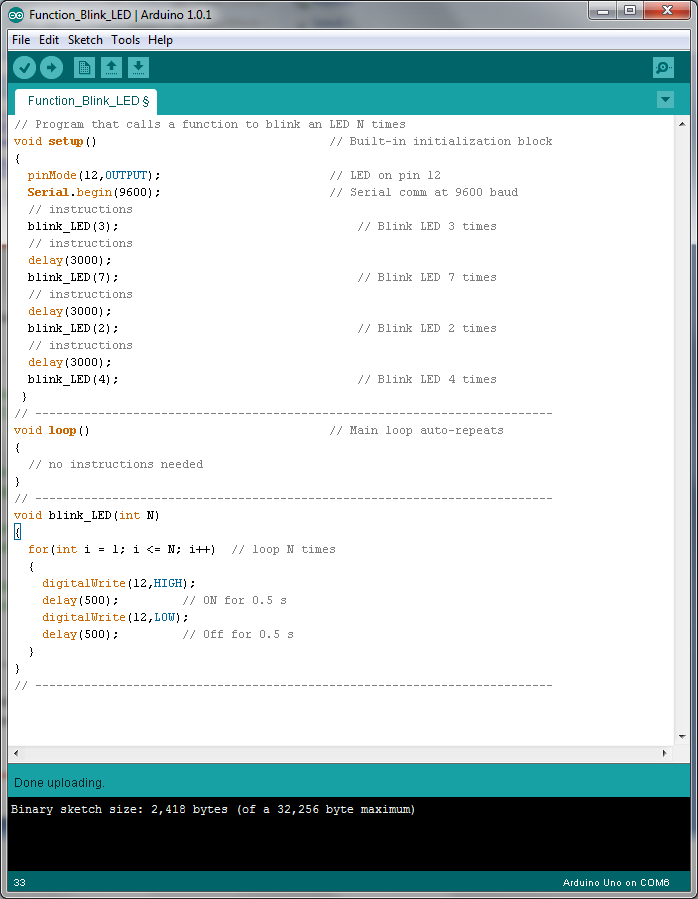 Function_Blink_LED | Arduino 1.0.1
File Edit Sketch Tools Help
Function_Blink_LED §
// Program that calls a function to blink an LED N times
void setup() // Built-in initialization block
{
pinMode(12,OUTPUT); // LED on pin 12
Serial.begin(9600); // Serial comm at 9600 baud
// instructions
blink_LED(3); // Blink LED 3 times
// instructions
delay(3000);
blink_LED(7); // Blink LED 7 times
// instructions
delay(3000);
blink_LED(2); // Blink LED 2 times
// instructions
delay(3000);
blink_LED(4); // Blink LED 4 times
}
// --------------------------------------------------------------------------
void loop() // Main loop auto-repeats
{
// no instructions needed
}
// --------------------------------------------------------------------------
void blink_LED(int N)
{
for(int i = 1; i <= N; i++) // loop N times
{
digitalWrite(12,HIGH);
delay(500); // ON for 0.5 s
digitalWrite(12,LOW);
delay(500); // Off for 0.5 s
}
}
// --------------------------------------------------------------------------
Done uploading.
Binary sketch size: 2,418 bytes (of a 32,256 byte maximum)
33 Arduino Uno on COM6